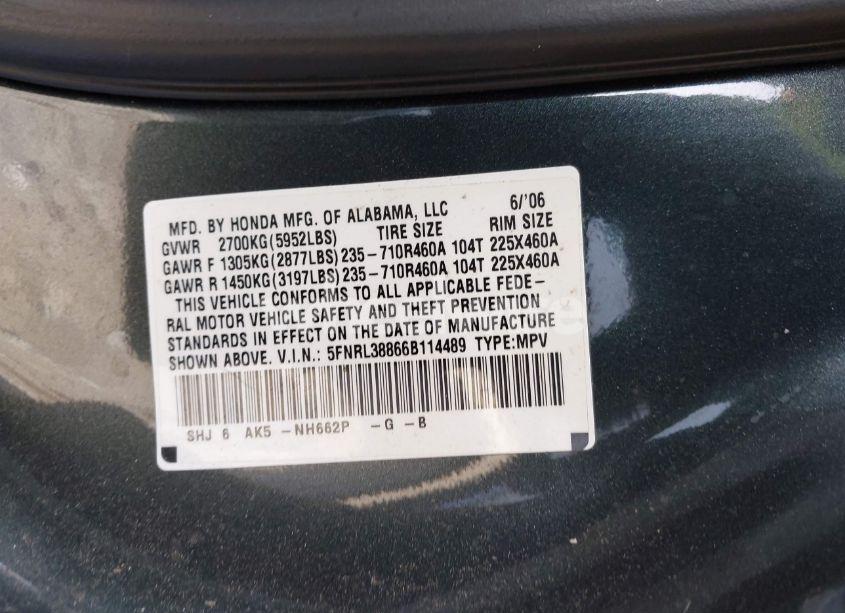 MFD. BY HONDA MFG. OF ALABAMA, LLC 6/'06
GVWR 2700KG(5952LBS) TIRE SIZE RIM SIZE
GAWR F 1305KG(2877LBS) 235-710R460A 104T 225X460A
GAWR R 1450KG(3197LBS) 235-710R460A 104T 225X460A
THIS VEHICLE CONFORMS TO ALL APPLICABLE FEDE-
RAL MOTOR VEHICLE SAFETY AND THEFT PREVENTION
STANDARDS IN EFFECT ON THE DATE OF MANUFACTURE
SHOWN ABOVE. V.I.N.: 5FNRL38866B114489 TYPE:MPV
SHJ 6 AK5 -NH662P -G -B